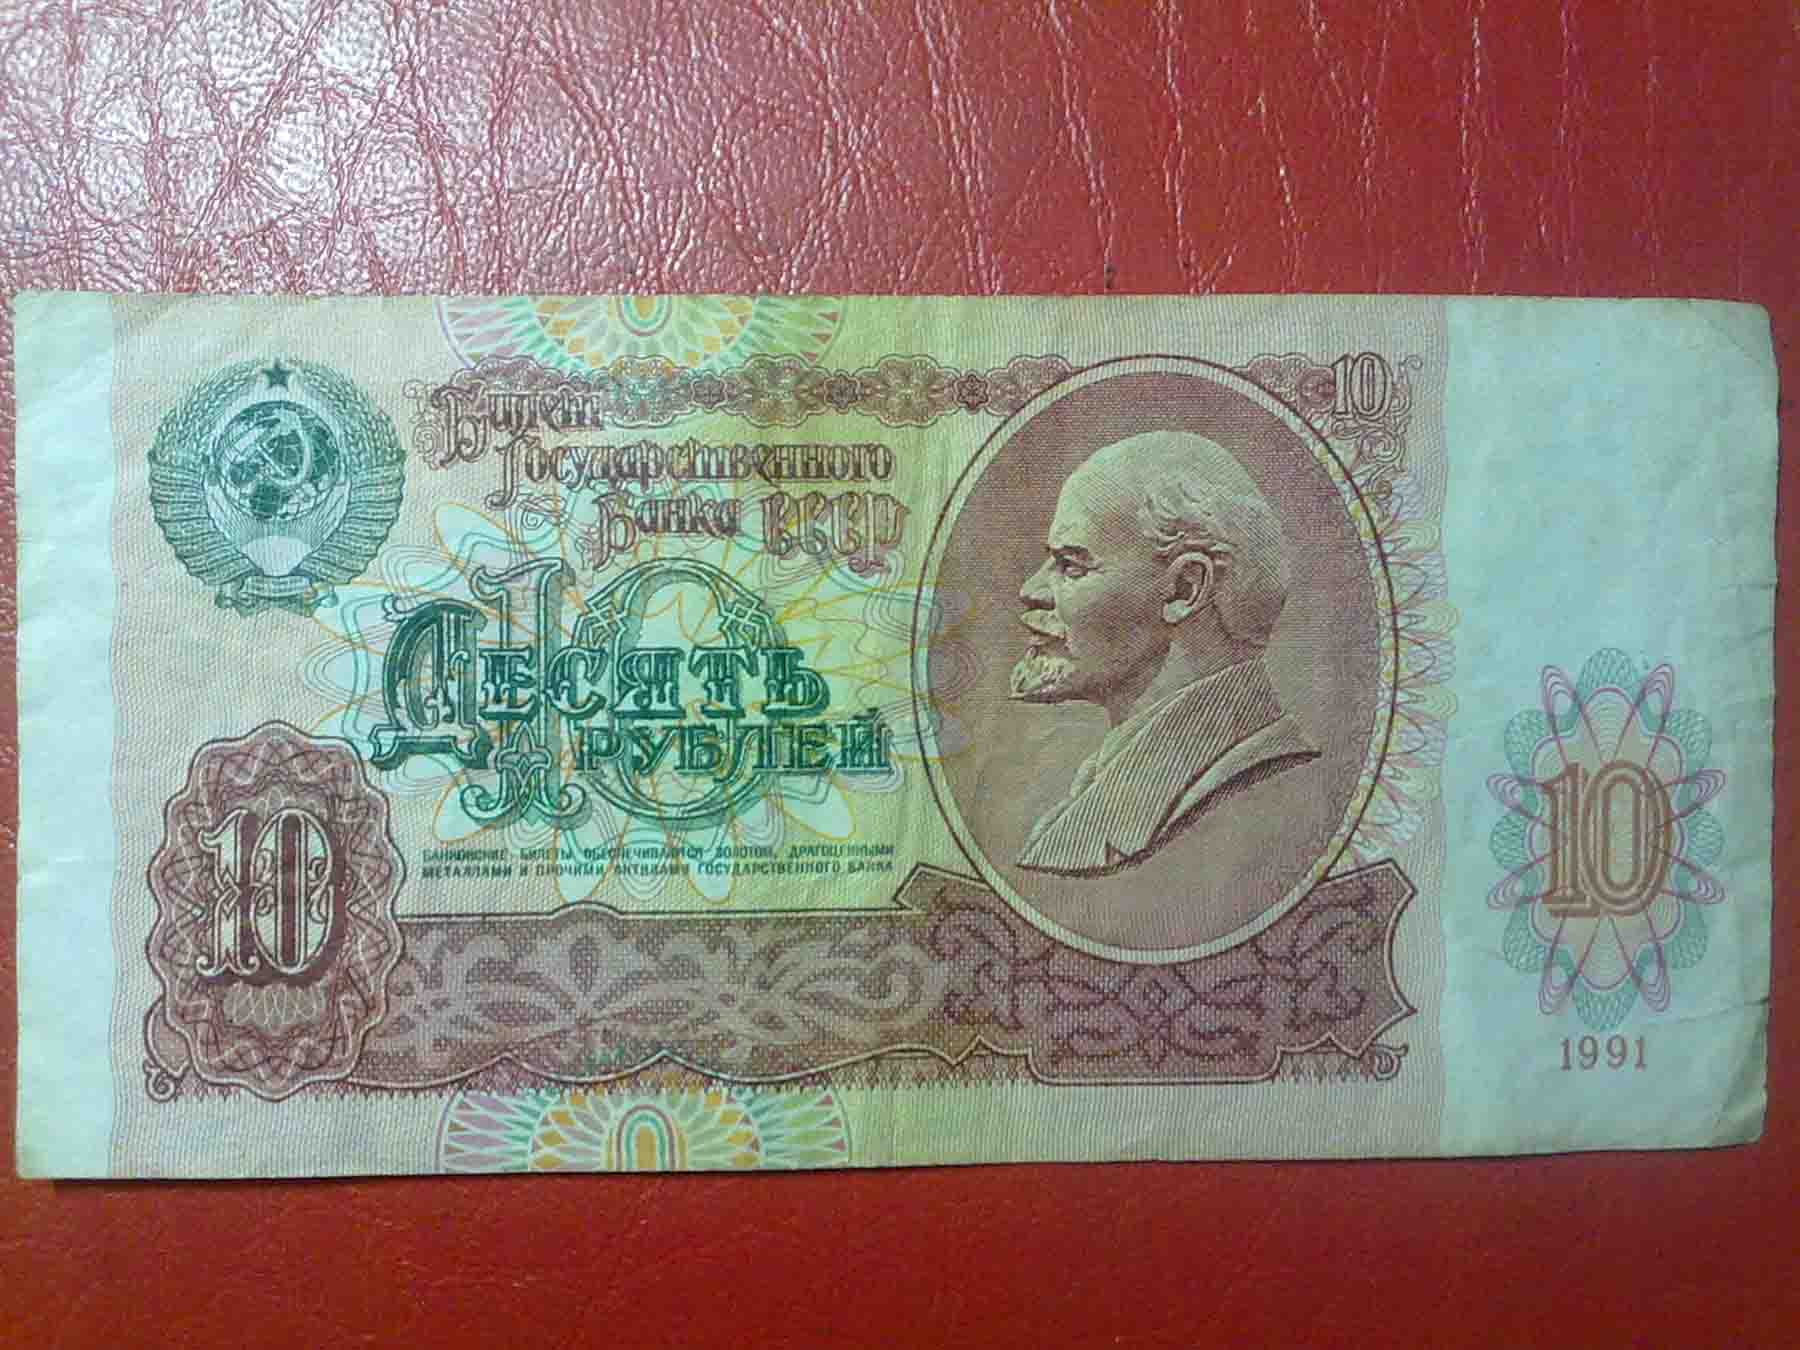 10
Билет
Государственного
Банка СССР
10
Десять
рублей
БАНКОВСКИЕ БИЛЕТЫ ОБЕСПЕЧИВАЮТСЯ ЗОЛОТОМ, ДРАГОЦЕННЫМИ
МЕТАЛЛАМИ И ПРОЧИМИ АКТИВАМИ ГОСУДАРСТВЕННОГО БАНКА
10
10
1991